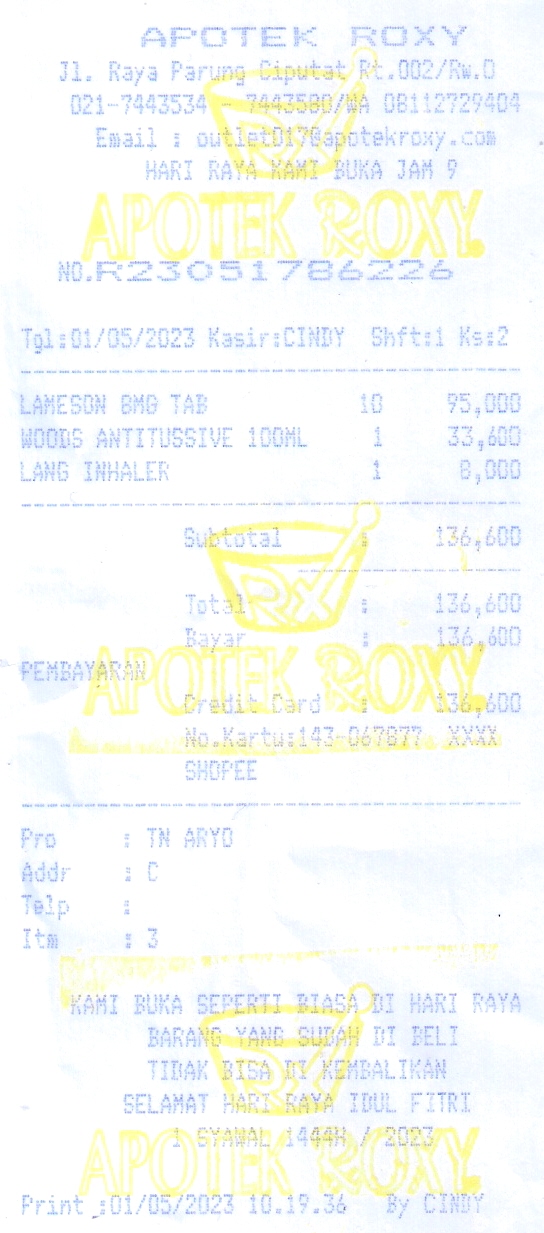 APOTEK ROXY
Jl. Raya Parung Ciputat Rt.002/Rw.0
021-7443534 - 7443580/WA 08112729404
Email : outlet017@apotekroxy.com
HARI RAYA KAMI BUKA JAM 9
APOTEK ROXY
NO.R23051786226
Tgl:01/05/2023 Kasir:CINDY Shft:1 Ks:2
LAMESON 8MG TAB 10 95,000
WOODS ANTITUSSIVE 100ML 1 33,600
LANG INHALER 1 8,000
Subtotal : 136,600
Rx
Total : 136,600
Bayar : 136,600
PEMBAYARAN
APOTEK ROXY
Credit Card : 136,600
No.Kartu:143-067877 XXXX
SHOPEE
Pro : TN ARYO
Addr : C
Telp :
Itm : 3
KAMI BUKA SEPERTI BIASA DI HARI RAYA
BARANG YANG SUDAH DI BELI
TIDAK BISA DI KEMBALIKAN
Rx
SELAMAT HARI RAYA IDUL FITRI
1 SYAWAL 1444H / 2023
APOTEK ROXY
Print :01/05/2023 10.19.36 By CINDY